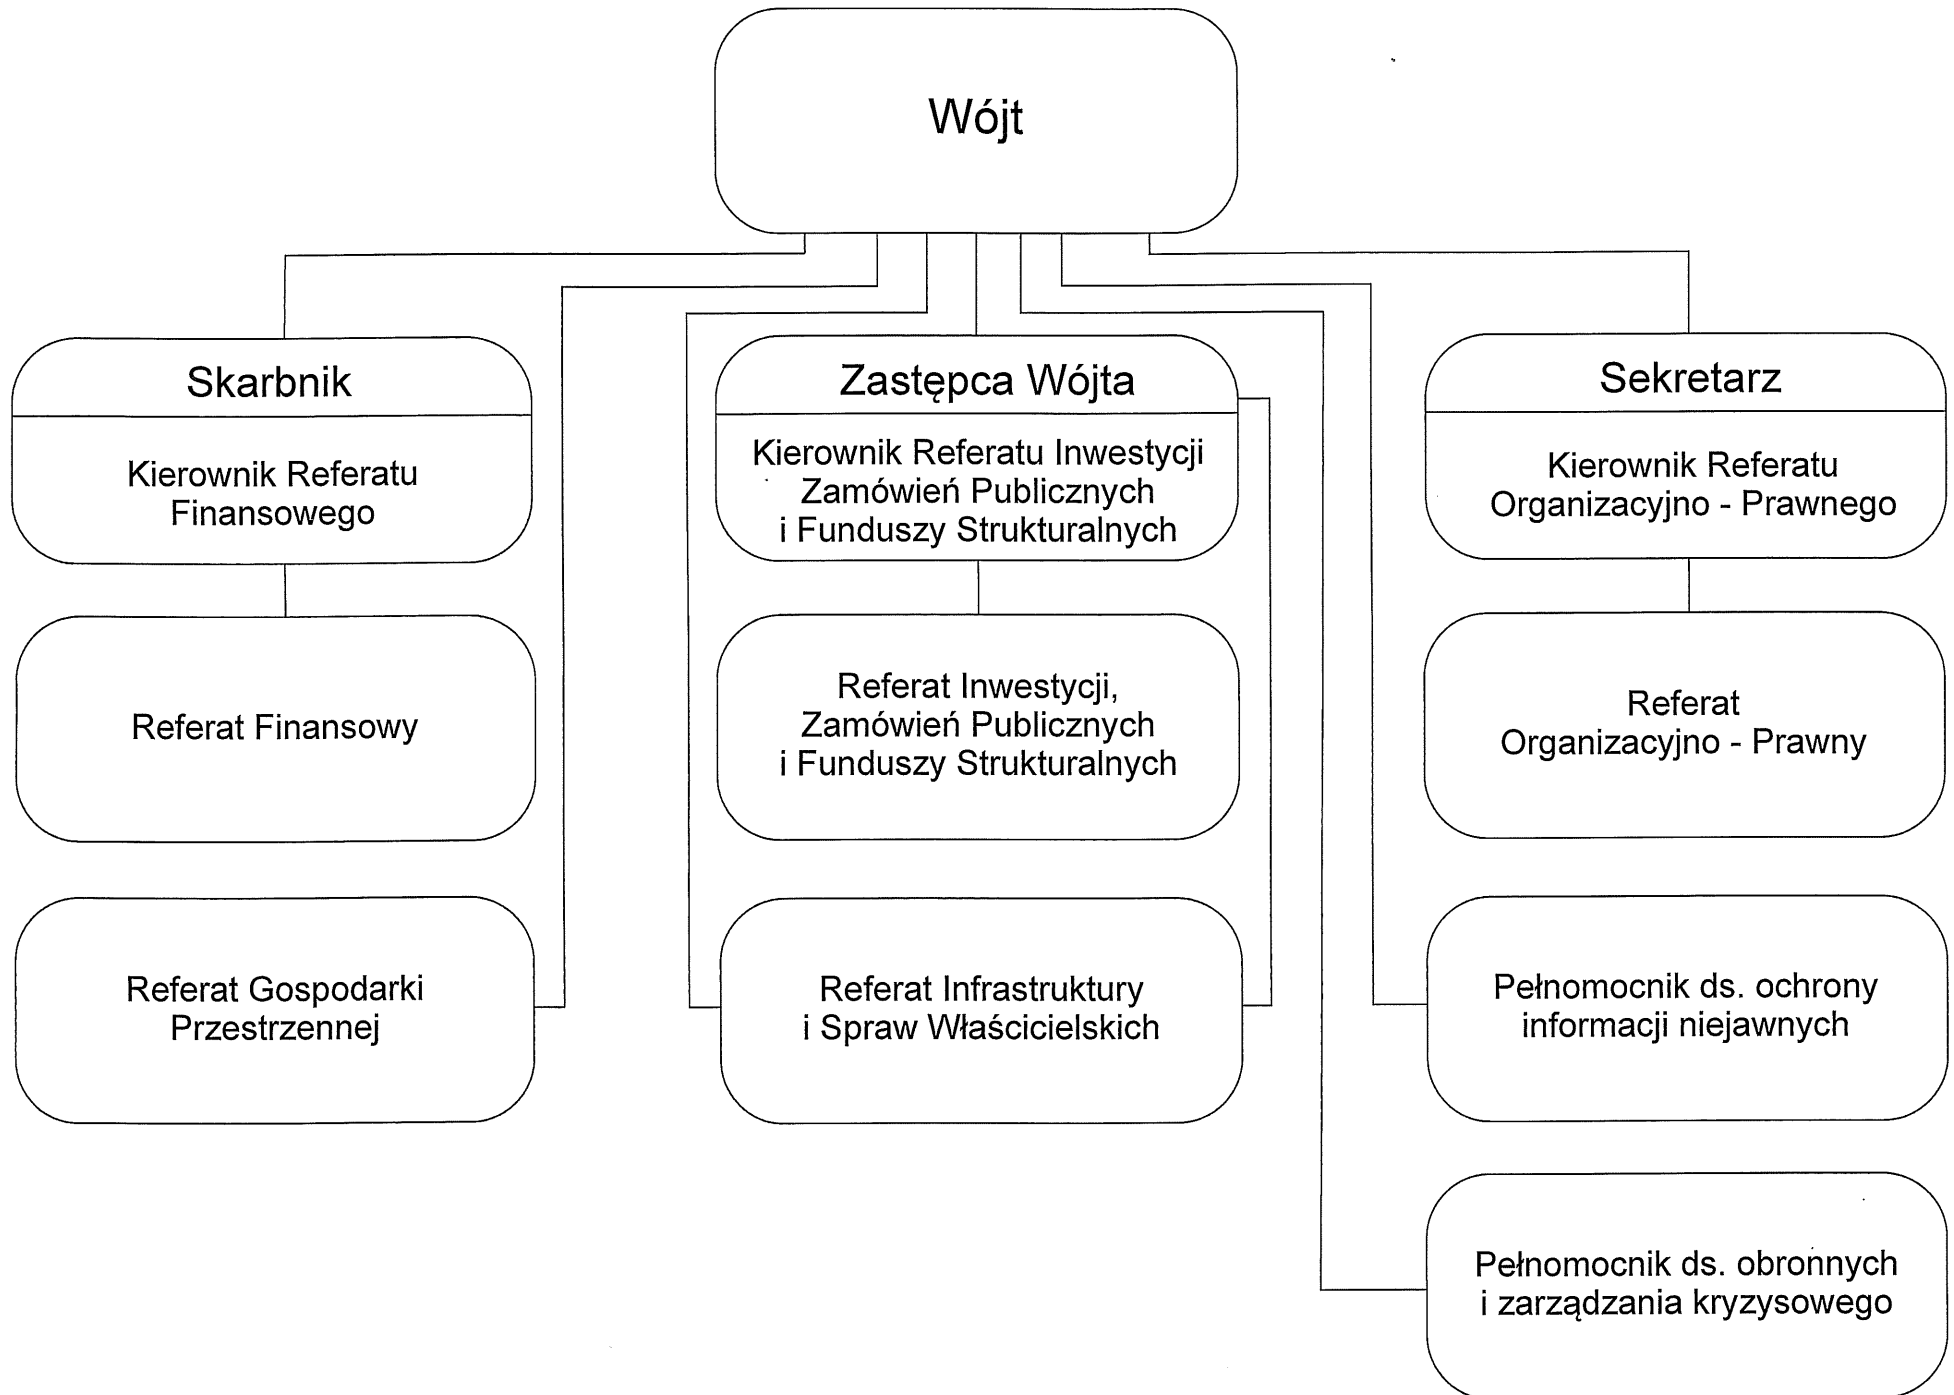 Wójt
Skarbnik
Kierownik Referatu
Finansowego
Zastępca Wójta
Kierownik Referatu Inwestycji
Zamówień Publicznych
i Funduszy Strukturalnych
Sekretarz
Kierownik Referatu
Organizacyjno - Prawnego
Referat Finansowy
Referat Inwestycji,
Zamówień Publicznych
i Funduszy Strukturalnych
Referat
Organizacyjno - Prawny
Referat Gospodarki
Przestrzennej
Referat Infrastruktury
i Spraw Właścicielskich
Pełnomocnik ds. ochrony
informacji niejawnych
Pełnomocnik ds. obronnych
i zarządzania kryzysowego